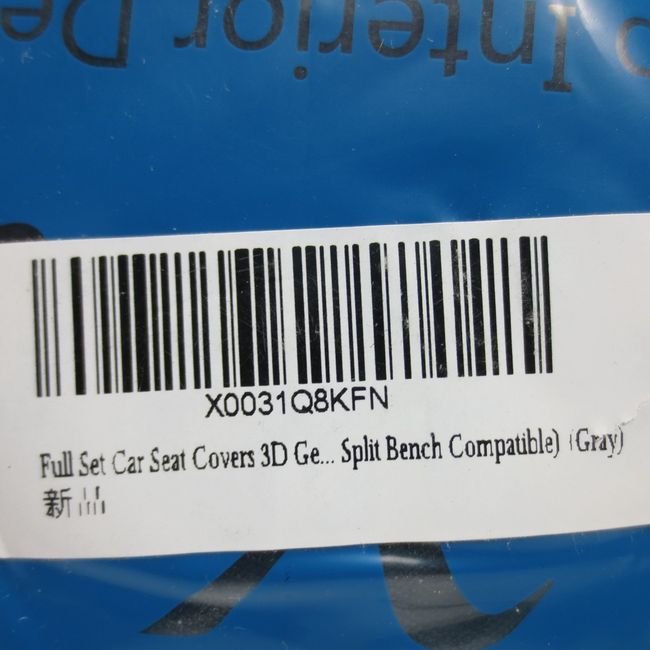 o Interior De
X0031Q8KFN
Full Set Car Seat Covers 3D Ge... Split Bench Compatible) (Gray)
新品